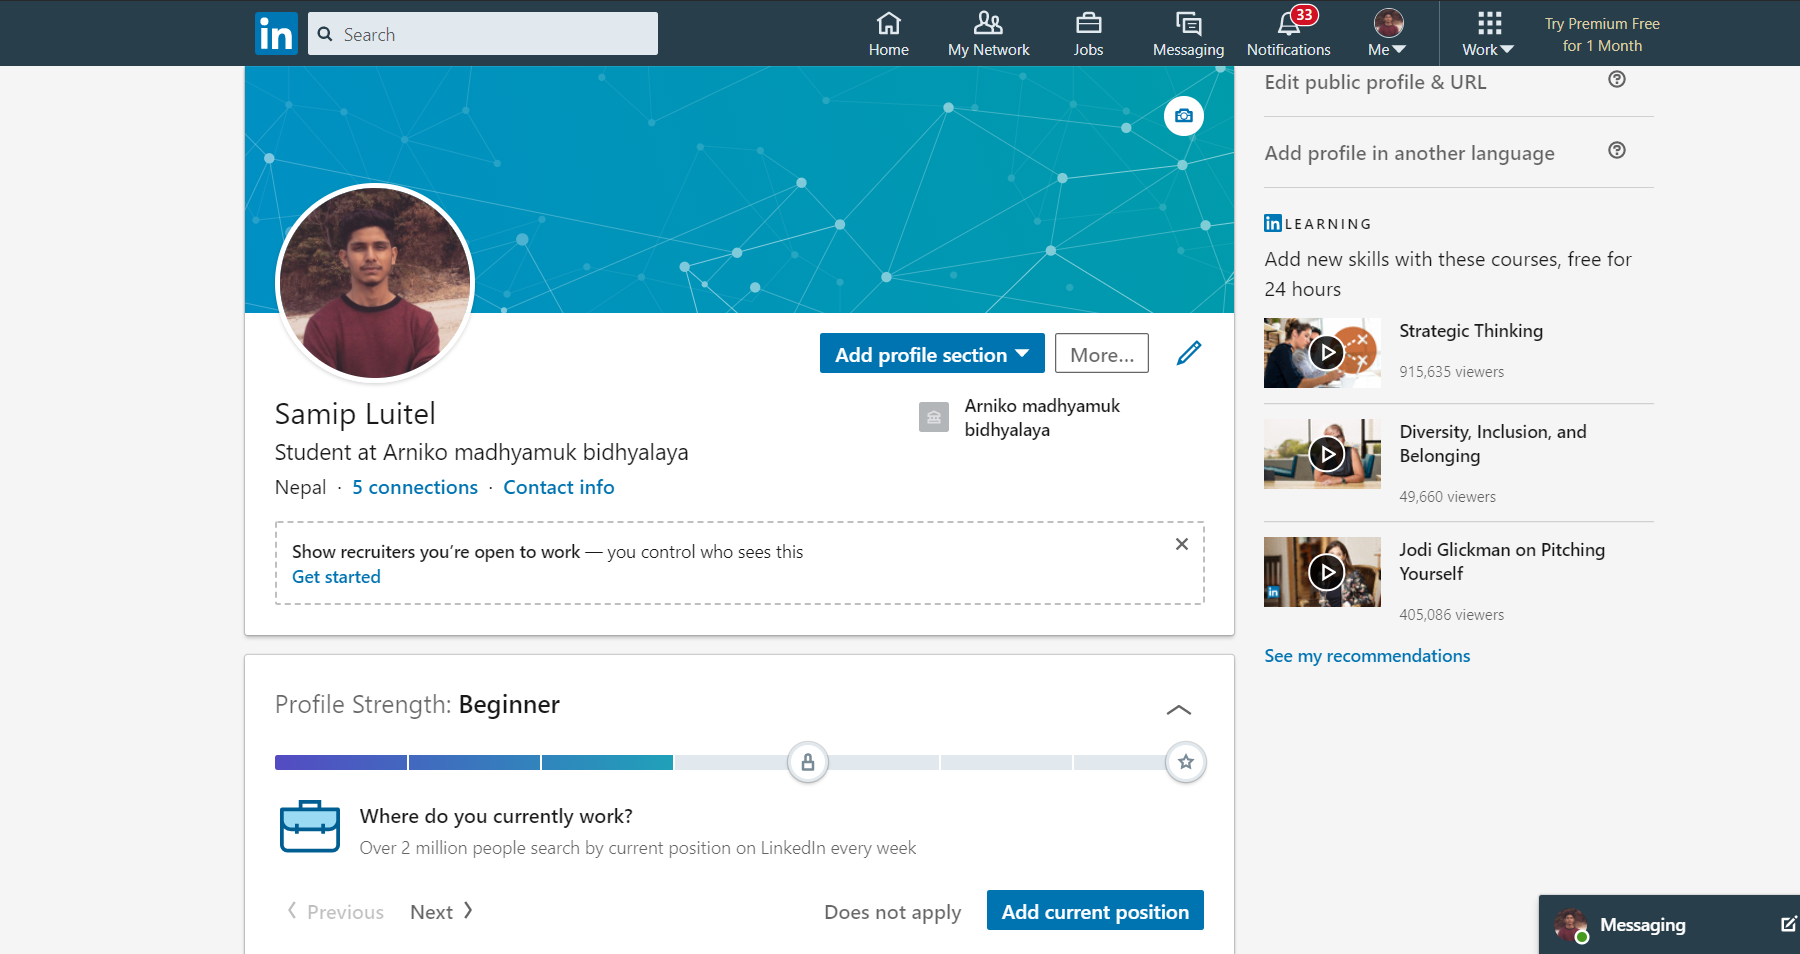 in
Search
Home
My Network
Jobs
Messaging
33
Notifications
Me
Work
Try Premium Free
for 1 Month
Samip Luitel
Student at Arniko madhyamuk bidhyalaya
Nepal · 5 connections · Contact info
Add profile section
More...
Arniko madhyamuk
bidhyalaya
Show recruiters you’re open to work — you control who sees this
Get started
Profile Strength: Beginner
Where do you currently work?
Over 2 million people search by current position on LinkedIn every week
Previous
Next
Does not apply
Add current position
Edit public profile & URL
Add profile in another language
in LEARNING
Add new skills with these courses, free for
24 hours
Strategic Thinking
915,635 viewers
Diversity, Inclusion, and
Belonging
49,660 viewers
in
Jodi Glickman on Pitching
Yourself
405,086 viewers
See my recommendations
Messaging